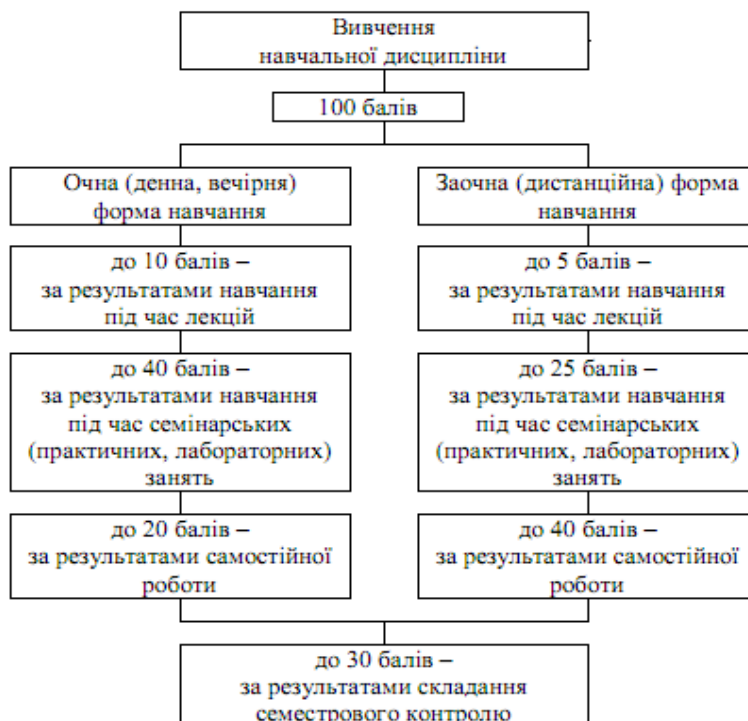 Вивчення
навчальної дисципліни
100 балів
Очна (денна, вечірня)
форма навчання
до 10 балів –
за результатами навчання
під час лекцій
до 40 балів –
за результатами навчання
під час семінарських
(практичних, лабораторних)
занять
до 20 балів –
за результатами самостійної
роботи
Заочна (дистанційна) форма
навчання
до 5 балів –
за результатами навчання
під час лекцій
до 25 балів –
за результатами навчання
під час семінарських
(практичних, лабораторних)
занять
до 40 балів –
за результатами самостійної
роботи
до 30 балів –
за результатами складання
семестрового контролю